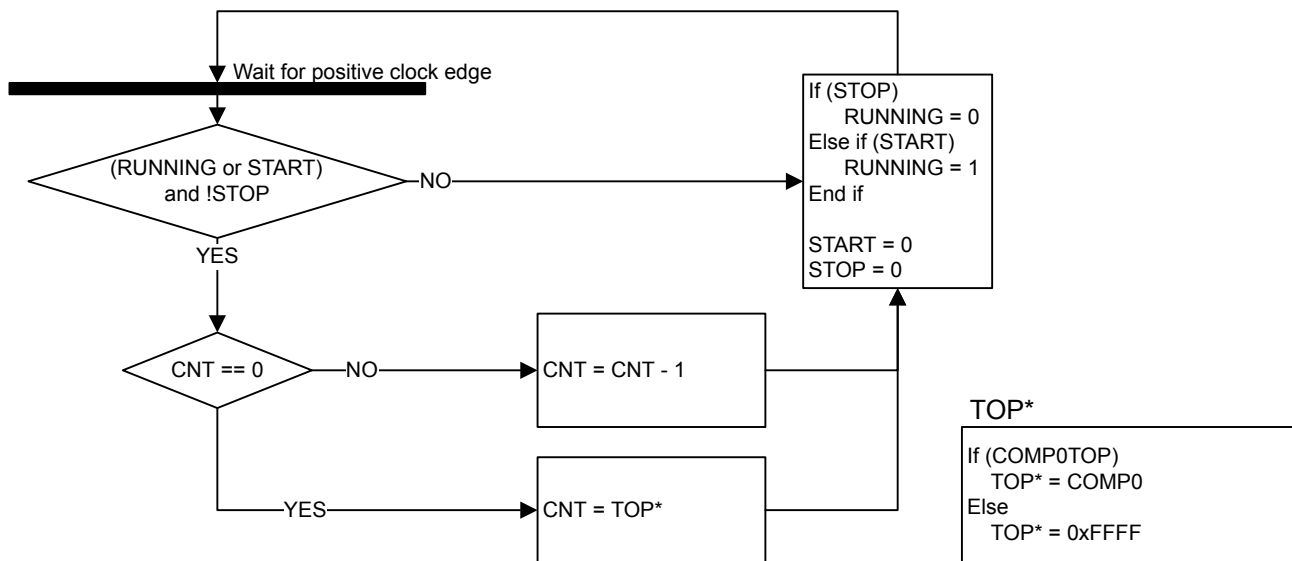 Wait for positive clock edge
(RUNNING or START)
and !STOP
NO
YES
If (STOP)
RUNNING = 0
Else if (START)
RUNNING = 1
End if
START = 0
STOP = 0
CNT == 0
NO
CNT = CNT - 1
YES
CNT = TOP*
TOP*
If (COMP0TOP)
TOP* = COMP0
Else
TOP* = 0xFFFF